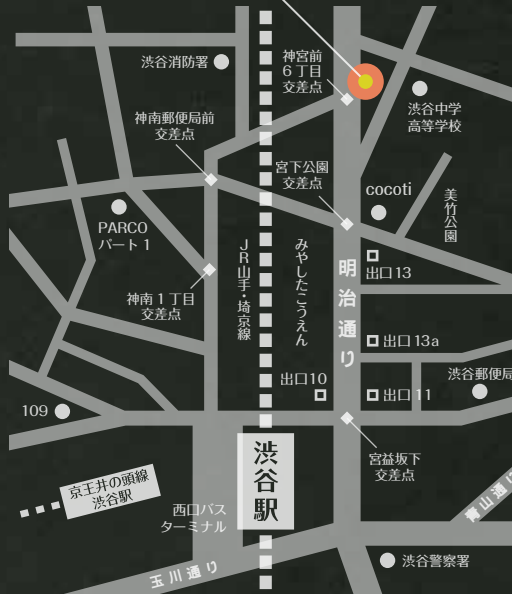 渋谷消防署
神宮前
6丁目
交差点
渋谷中学
高等学校
神南郵便局前
交差点
宮下公園
交差点
cocoti
美竹公園
PARCO
パート1
JR山手・埼京線
みやしたこうえん
明治通り
出口13
神南1丁目
交差点
出口13a
渋谷郵便局
出口10
出口11
109
渋谷駅
宮益坂下
交差点
京王井の頭線
渋谷駅
西口バス
ターミナル
青山通り
玉川通り
渋谷警察署